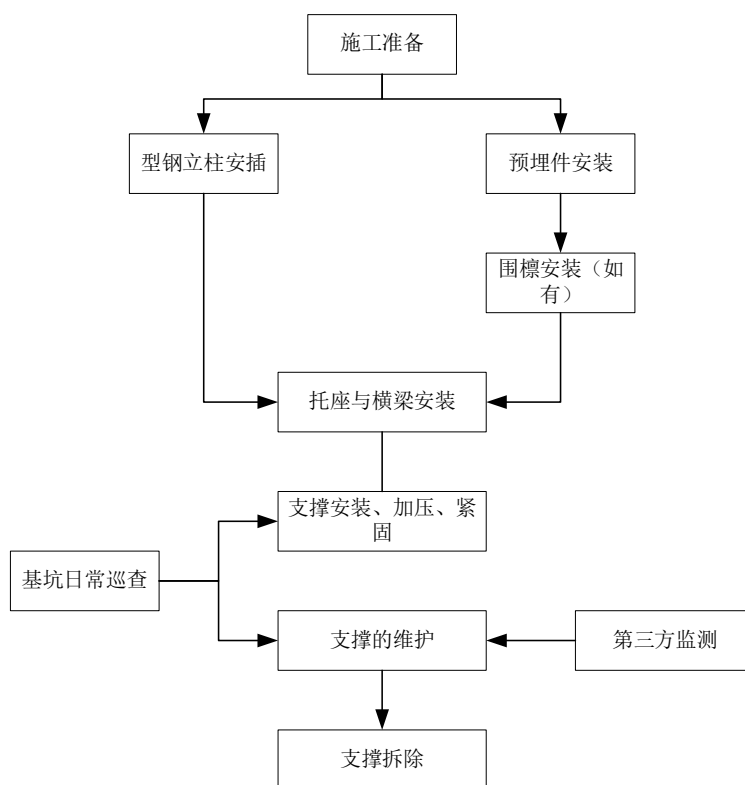 施工准备
型钢立柱安插
预埋件安装
围檩安装（如
有）
托座与横梁安装
支撑安装、加压、紧
固
基坑日常巡查
支撑的维护
第三方监测
支撑拆除